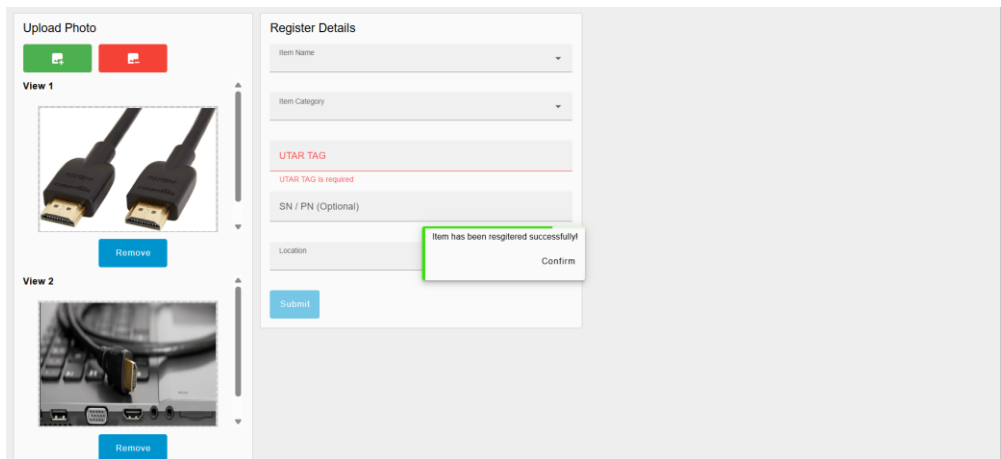 Upload Photo
View 1
Remove
View 2
Remove
Register Details
Item Name
Item Category
UTAR TAG
UTAR TAG is required
SN / PN (Optional)
Location
Submit
Item has been resgitered successfully!
Confirm